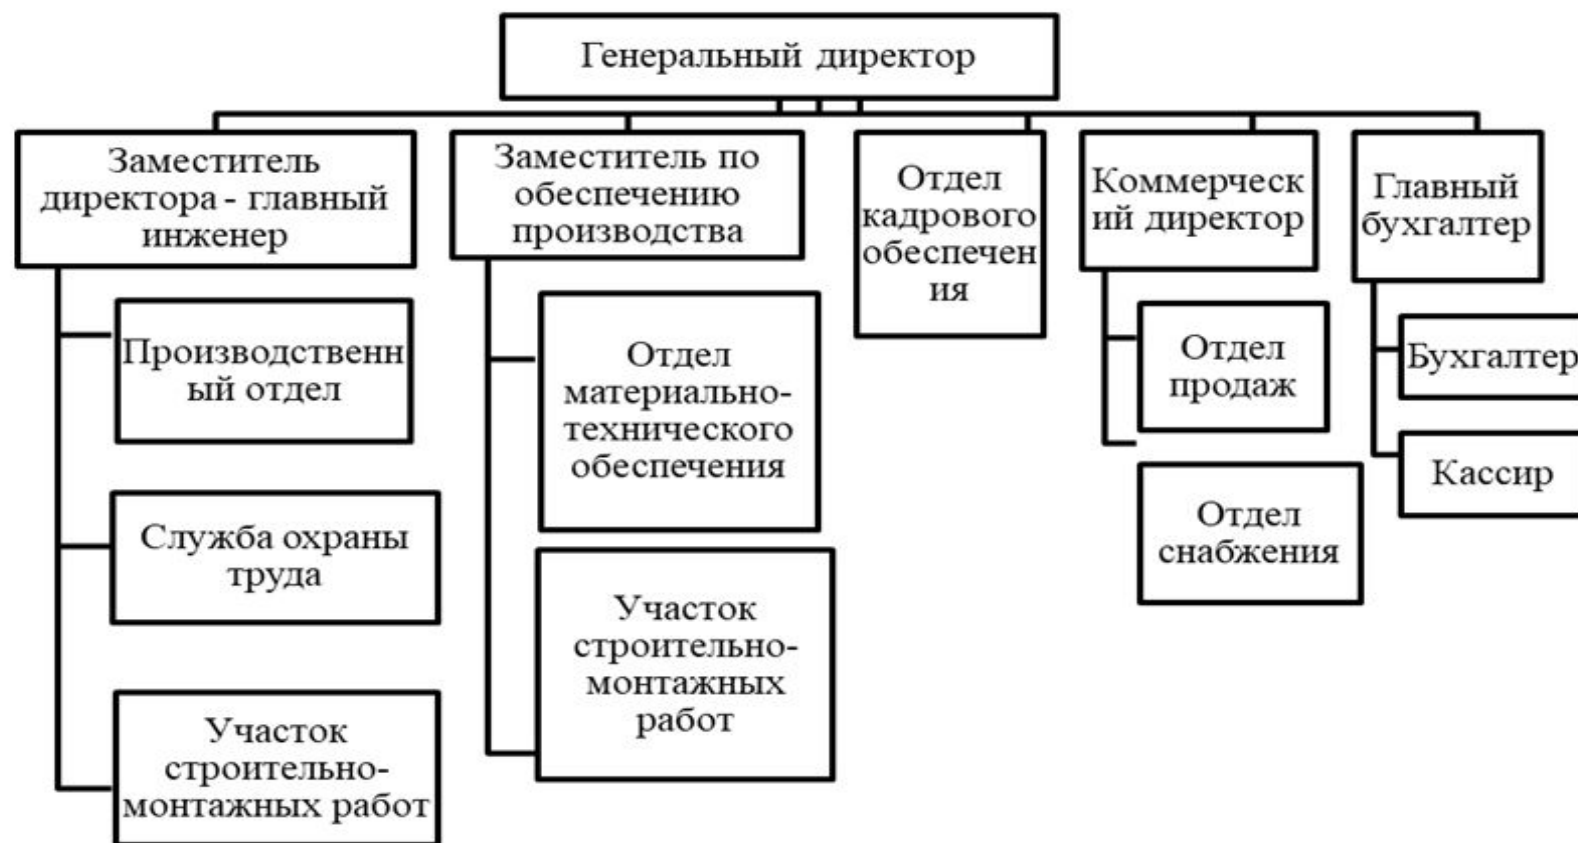 Генеральный директор
Заместитель
директора - главный
инженер
Заместитель по
обеспечению
производства
Отдел
кадрового
обеспечен
ия
Коммерческ
ий директор
Главный
бухгалтер
Производственн
ый отдел
Служба охраны
труда
Участок
строительно-
монтажных работ
Отдел
материально-
технического
обеспечения
Участок
строительно-
монтажных
работ
Отдел
продаж
Отдел
снабжения
Бухгалтер
Кассир